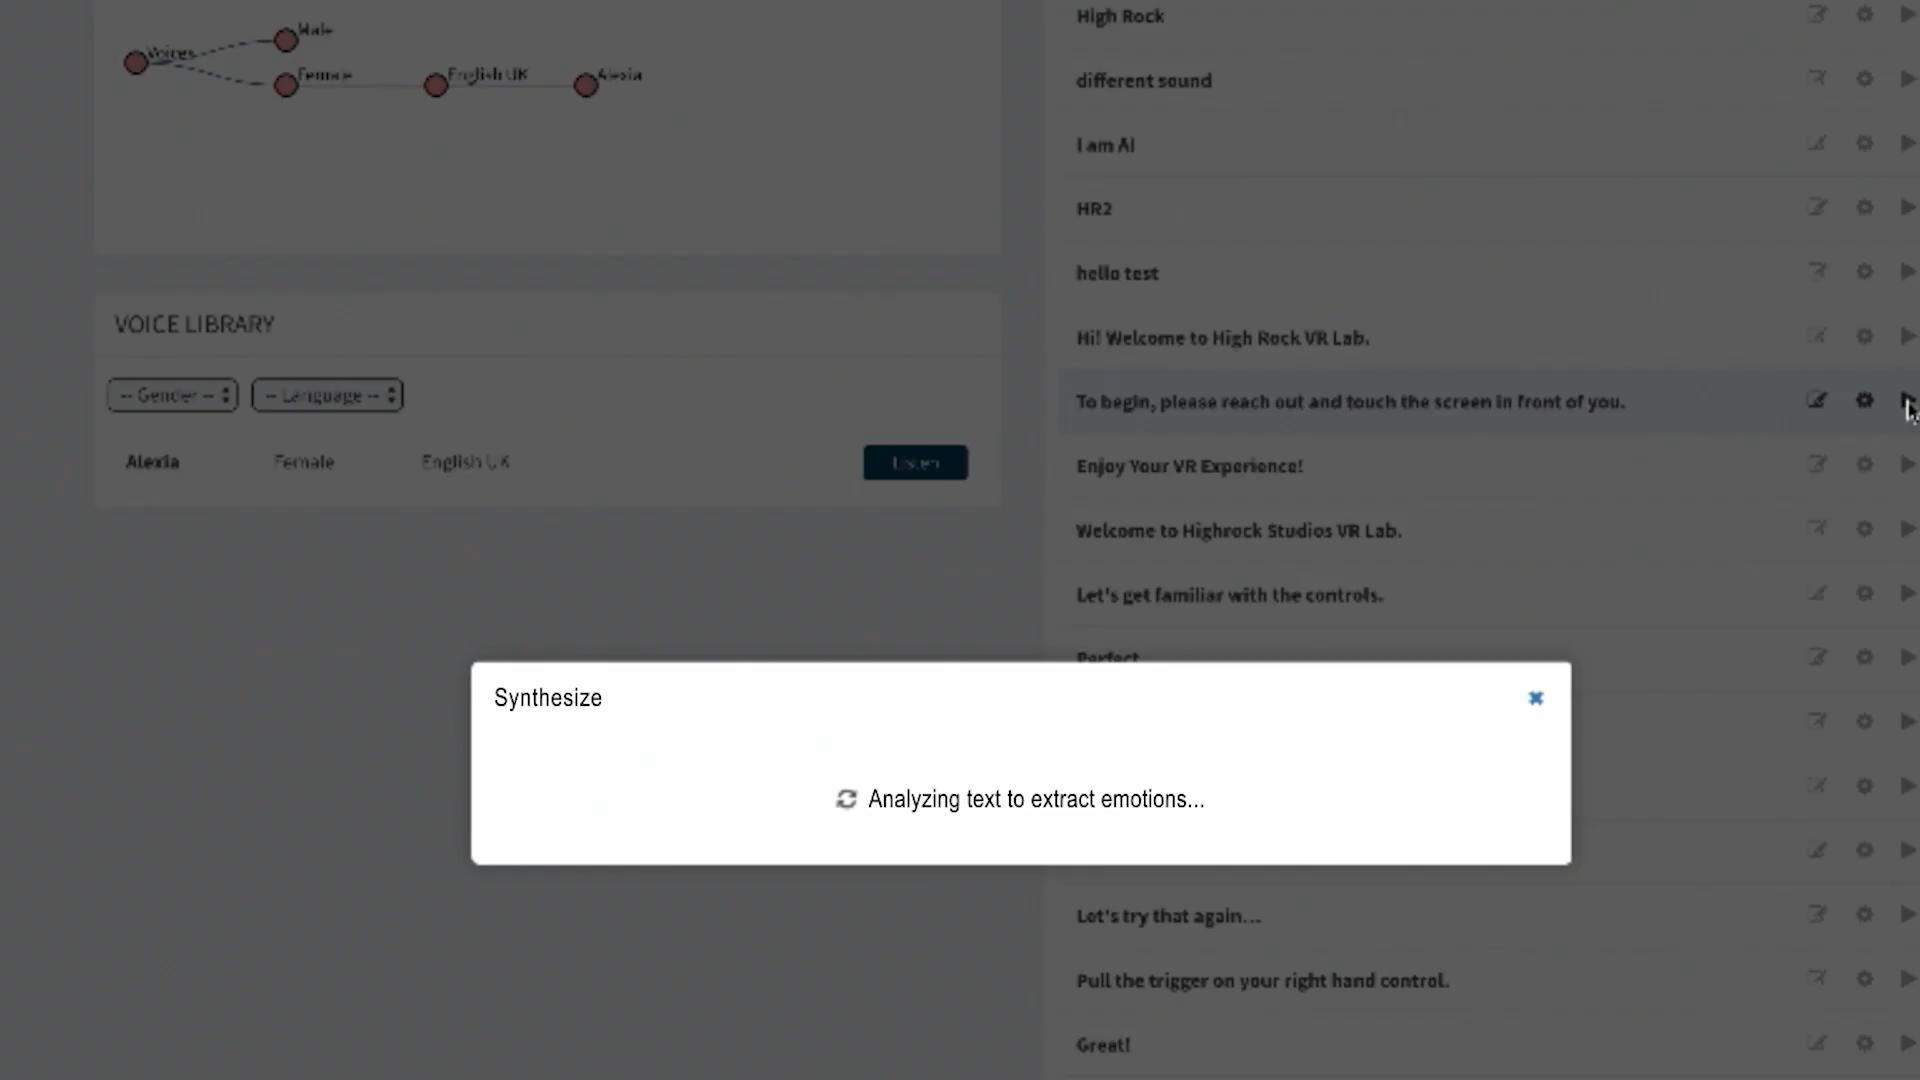 Male
Voices
Female
English UK
Alexia
VOICE LIBRARY
-- Gender --
-- Language --
Alexia
Female
English UK
Listen
High Rock
different sound
I am AI
HR2
hello test
Hi! Welcome to High Rock VR Lab.
To begin, please reach out and touch the screen in front of you.
Enjoy Your VR Experience!
Welcome to Highrock Studios VR Lab.
Let's get familiar with the controls.
Perfect
Synthesize
Analyzing text to extract emotions...
Let's try that again...
Pull the trigger on your right hand control.
Great!